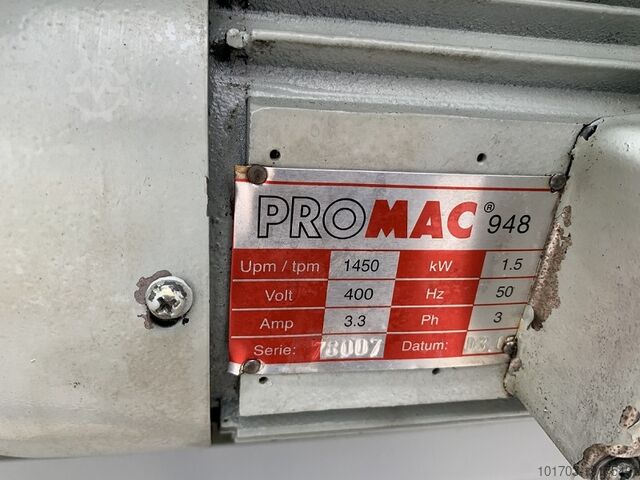 PROMAC® 948
Upm / tpm 1450 kW 1.5
Volt 400 Hz 50
Amp 3.3 Ph 3
Serie: 78007 Datum: